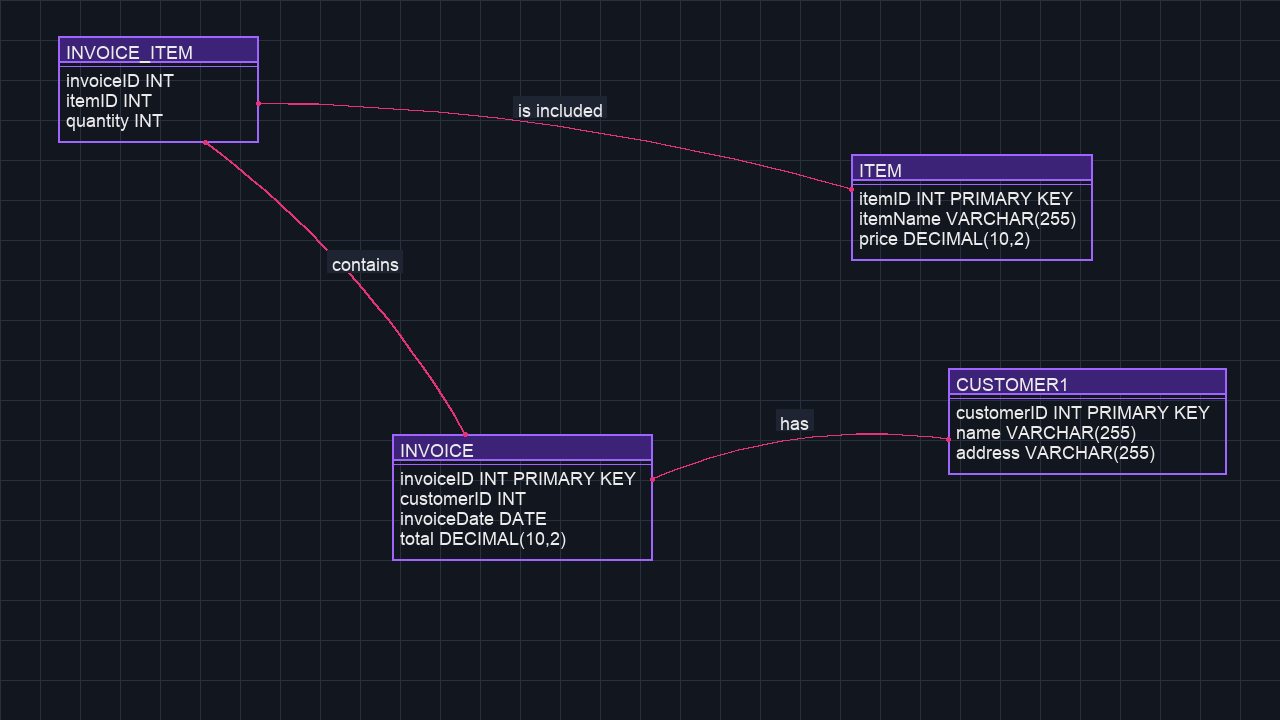 INVOICE_ITEM
invoiceID INT
itemID INT
quantity INT
is included
ITEM
itemID INT PRIMARY KEY
itemName VARCHAR(255)
price DECIMAL(10,2)
contains
CUSTOMER1
customerID INT PRIMARY KEY
name VARCHAR(255)
address VARCHAR(255)
has
INVOICE
invoiceID INT PRIMARY KEY
customerID INT
invoiceDate DATE
total DECIMAL(10,2)